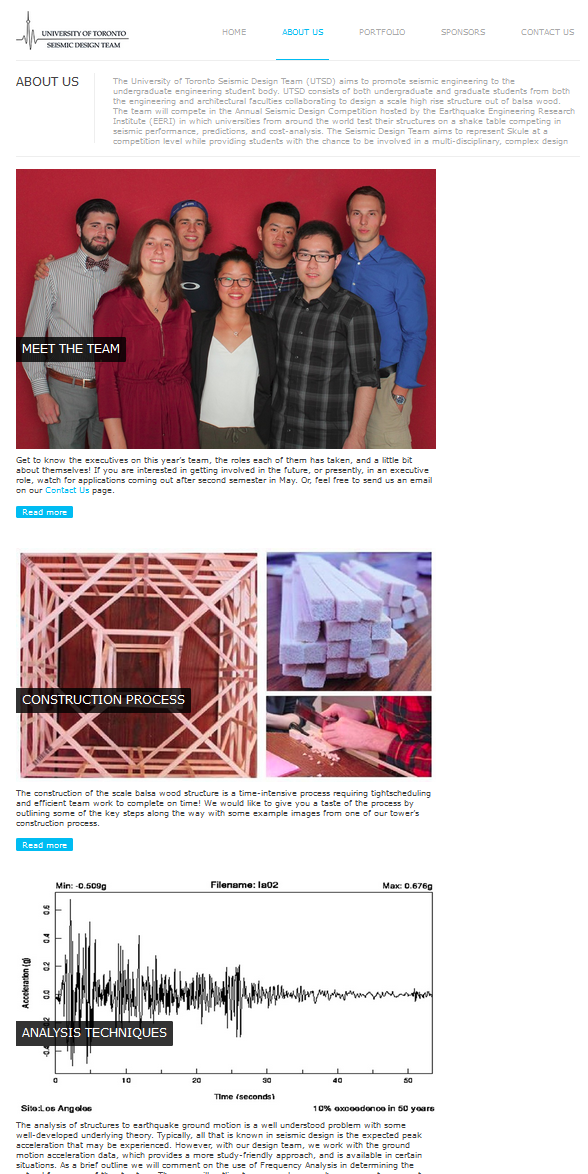 UNIVERSITY OF TORONTO
SEISMIC DESIGN TEAM
HOME ABOUT US PORTFOLIO SPONSORS CONTACT US
ABOUT US
The University of Toronto Seismic Design Team (UTSD) aims to promote seismic engineering to the
undergraduate engineering student body. UTSD consists of both undergraduate and graduate students from both
the engineering and architectural faculties collaborating to design a scale high rise structure out of balsa wood.
The team will compete in the Annual Seismic Design Competition hosted by the Earthquake Engineering Research
Institute (EERI) in which universities from around the world test their structures on a shake table competing in
seismic performance, predictions, and cost-analysis. The Seismic Design Team aims to represent Skule at a
competition level while providing students with the chance to be involved in a multi-disciplinary, complex design
MEET THE TEAM
Get to know the executives on this year's team, the roles each of them has taken, and a little bit
about themselves! If you are interested in getting involved in the future, or presently, in an executive
role, watch for applications coming out after second semester in May. Or, feel free to send us an email
on our Contact Us page.
Read more
CONSTRUCTION PROCESS
The construction of the scale balsa wood structure is a time-intensive process requiring tightscheduling
and efficient team work to complete on time! We would like to give you a taste of the process by
outlining some of the key steps along the way with some example images from one of our tower's
construction process.
Read more
Min: -0.509g Filename: la02 Max: 0.676g
Acceleration (g)
0.6
0.4
0.2
0.0
-0.4
ANALYSIS TECHNIQUES
0 10 20 30 40 50
Time (seconds)
Site:Los Angeles 10% exceedence in 50 years
The analysis of structures to earthquake ground motion is a well understood problem with some
well-developed underlying theory. Typically, all that is known in seismic design is the expected peak
acceleration that may be experienced. However, with our design team, we work with the ground
motion acceleration data, which provides a more study-friendly approach, and is available in certain
situations. As a brief outline we will comment on the use of Frequency Analysis in determining the